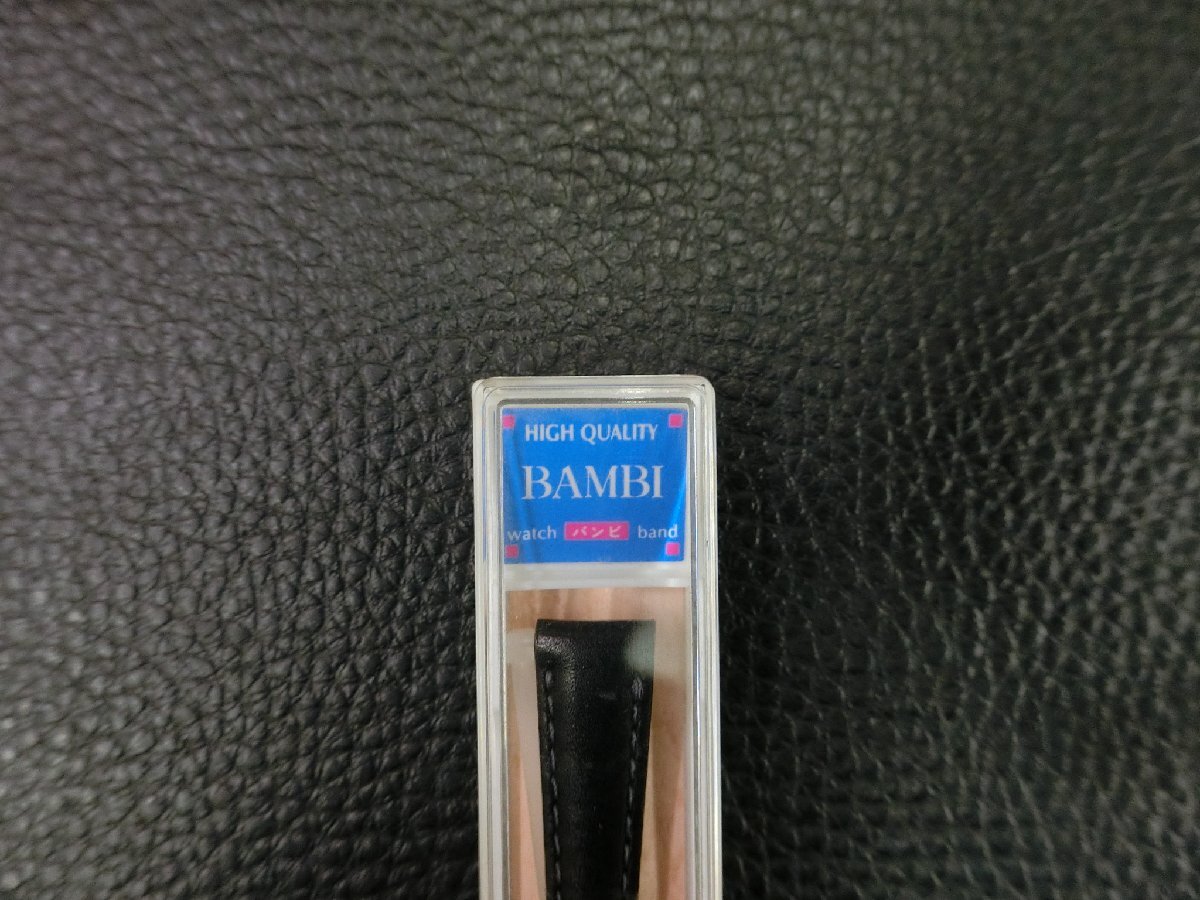 HIGH QUALITY
BAMBI
watch バンビ band